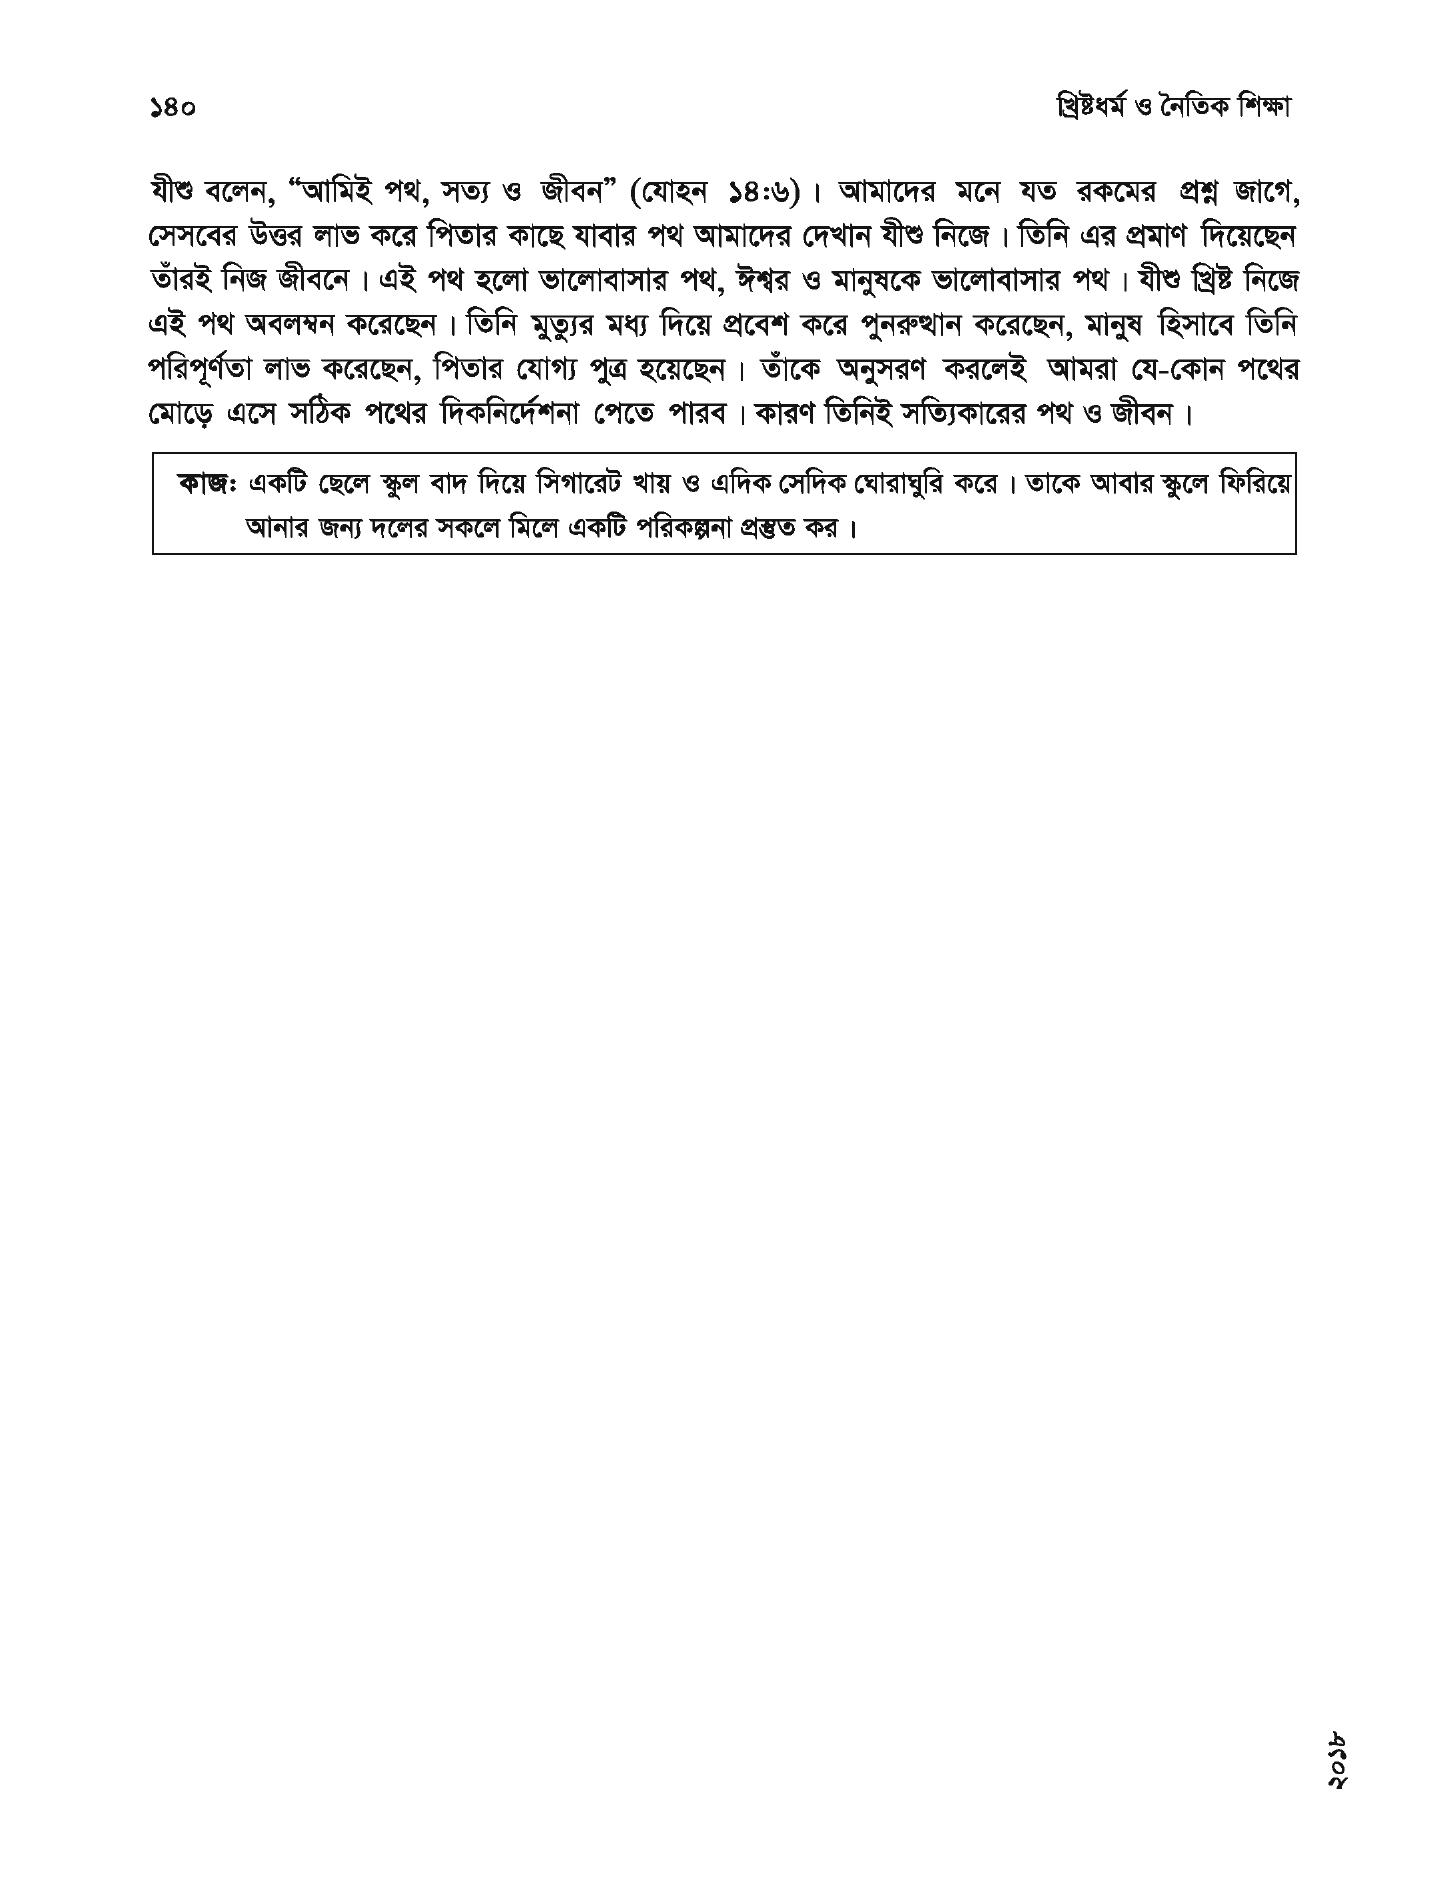 ১৪০
খ্রিষ্টধর্ম ও নৈতিক শিক্ষা
যীশু বলেন, “আমিই পথ, সত্য ও জীবন” (যোহন ১৪:৬)। আমাদের মনে যত রকমের প্রশ্ন জাগে,
সেসবের উত্তর লাভ করে পিতার কাছে যাবার পথ আমাদের দেখান যীশু নিজে। তিনি এর প্রমাণ দিয়েছেন
তাঁরই নিজ জীবনে। এই পথ হলো ভালোবাসার পথ, ঈশ্বর ও মানুষকে ভালোবাসার পথ। যীশু খ্রিষ্ট নিজে
এই পথ অবলম্বন করেছেন। তিনি মুত্যুর মধ্য দিয়ে প্রবেশ করে পুনরুত্থান করেছেন, মানুষ হিসাবে তিনি
পরিপূর্ণতা লাভ করেছেন, পিতার যোগ্য পুত্র হয়েছেন। তাঁকে অনুসরণ করলেই আমরা যে-কোন পথের
মোড়ে এসে সঠিক পথের দিকনির্দেশনা পেতে পারব। কারণ তিনিই সত্যিকারের পথ ও জীবন।
কাজ: একটি ছেলে স্কুল বাদ দিয়ে সিগারেট খায় ও এদিক সেদিক ঘোরাঘুরি করে। তাকে আবার স্কুলে ফিরিয়ে
আনার জন্য দলের সকলে মিলে একটি পরিকল্পনা প্রস্তুত কর।
২০১৮